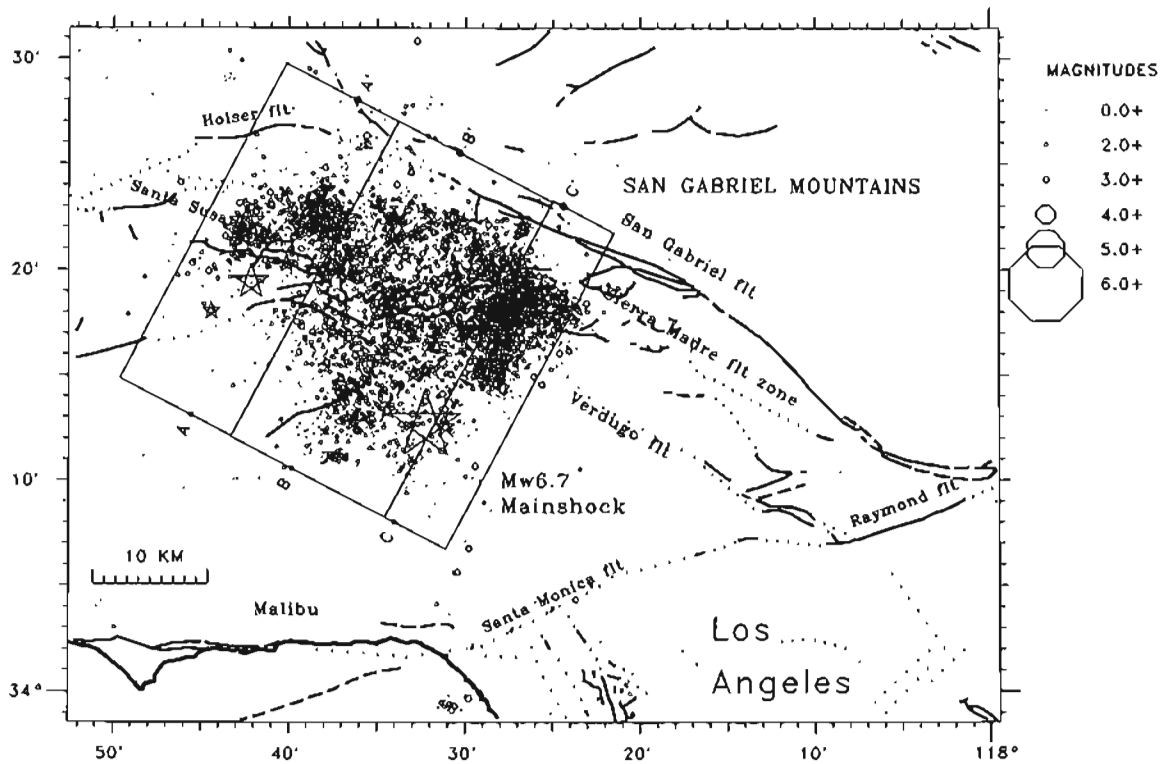 30'
20'
10'
34°
50'
40'
30'
20'
10'
118°
Holser flt.
Santa Susa
A'
B'
C'
A
B
C
SAN GABRIEL MOUNTAINS
San Gabriel flt
Sierra Madre flt zone
Verdugo flt
Raymond flt
Mw6.7
Mainshock
10 KM
Malibu
Santa Monica flt
Los
Angeles
MAGNITUDES
0.0+
2.0+
3.0+
4.0+
5.0+
6.0+